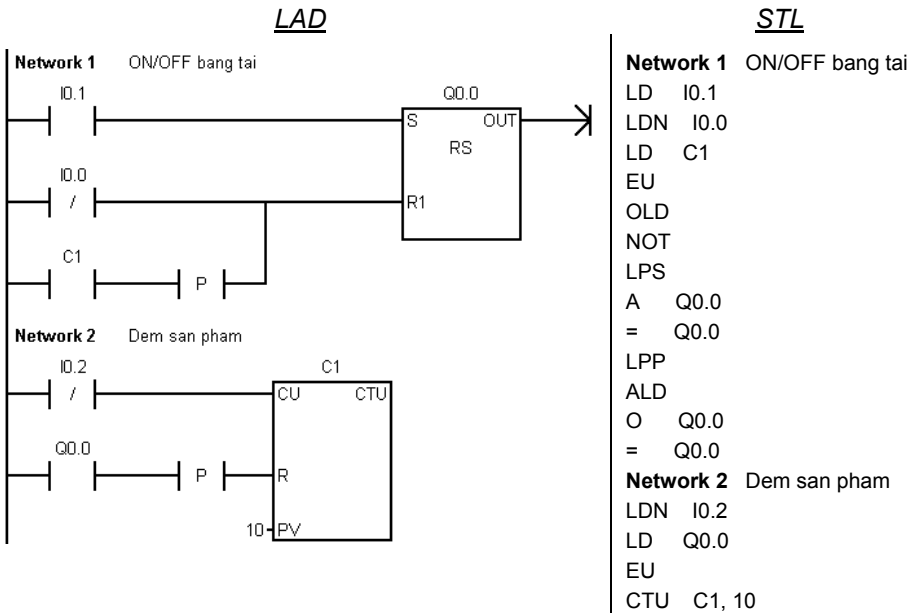 LAD
Network 1 ON/OFF bang tai
I0.1
Q0.0
S OUT
RS
I0.0
/
R1
C1
P
Network 2 Dem san pham
I0.2
C1
/
CU CTU
Q0.0
P
R
10 PV
STL
Network 1 ON/OFF bang tai
LD I0.1
LDN I0.0
LD C1
EU
OLD
NOT
LPS
A Q0.0
= Q0.0
LPP
ALD
O Q0.0
= Q0.0
Network 2 Dem san pham
LDN I0.2
LD Q0.0
EU
CTU C1, 10